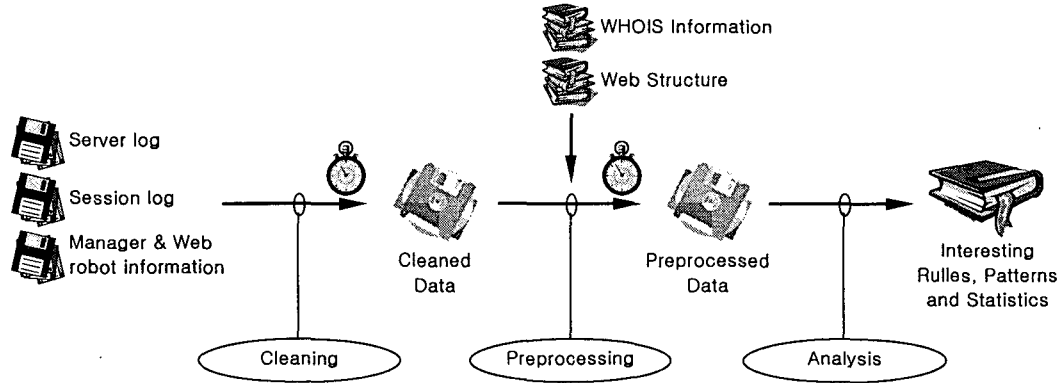 WHOIS Information
Web Structure
Server log
Session log
Manager & Web
robot information
Cleaned
Data
Preprocessed
Data
Interesting
Rulles, Patterns
and Statistics
Cleaning
Preprocessing
Analysis